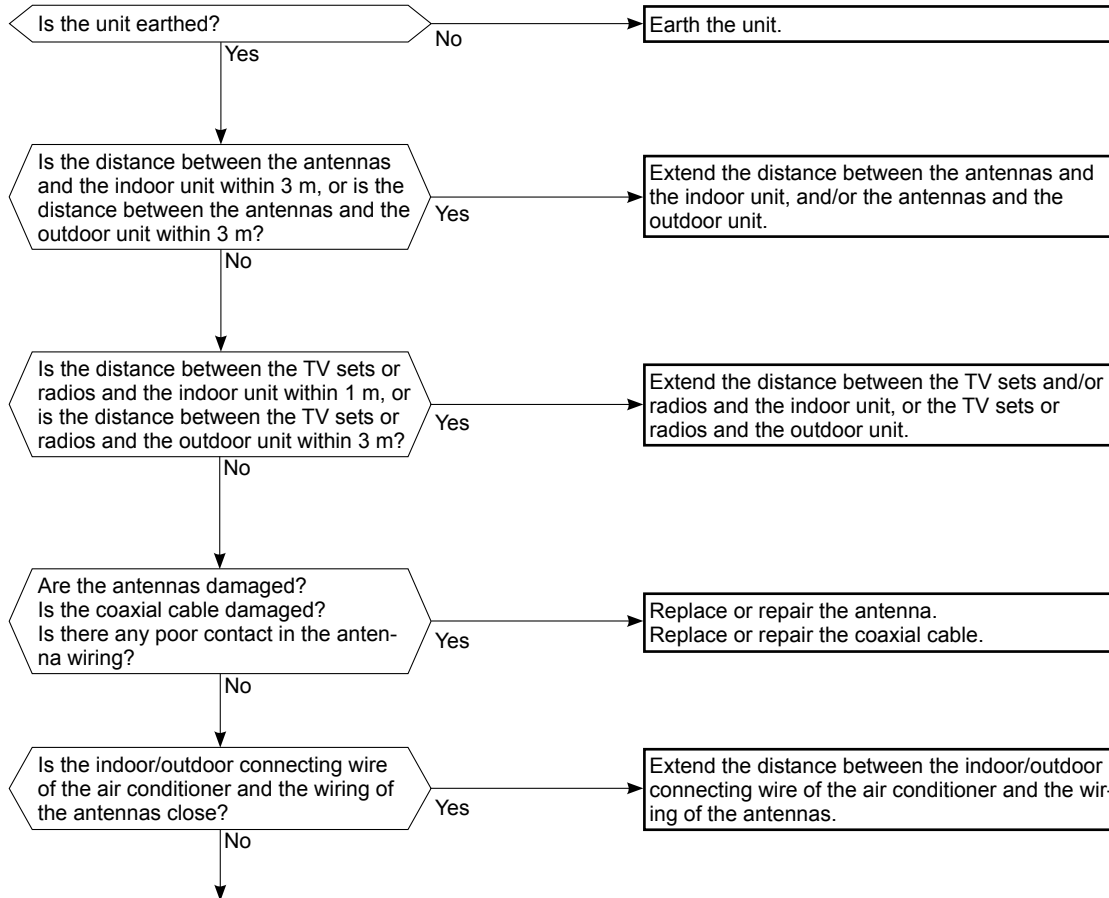 Is the unit earthed?
No
Earth the unit.
Yes
Is the distance between the antennas
and the indoor unit within 3 m, or is the
distance between the antennas and the
outdoor unit within 3 m?
Yes
Extend the distance between the antennas and
the indoor unit, and/or the antennas and the
outdoor unit.
No
Is the distance between the TV sets or
radios and the indoor unit within 1 m, or
is the distance between the TV sets or
radios and the outdoor unit within 3 m?
Yes
Extend the distance between the TV sets and/or
radios and the indoor unit, or the TV sets or
radios and the outdoor unit.
No
Are the antennas damaged?
Is the coaxial cable damaged?
Is there any poor contact in the anten-
na wiring?
Yes
Replace or repair the antenna.
Replace or repair the coaxial cable.
No
Is the indoor/outdoor connecting wire
of the air conditioner and the wiring of
the antennas close?
Yes
Extend the distance between the indoor/outdoor
connecting wire of the air conditioner and the wir-
ing of the antennas.
No